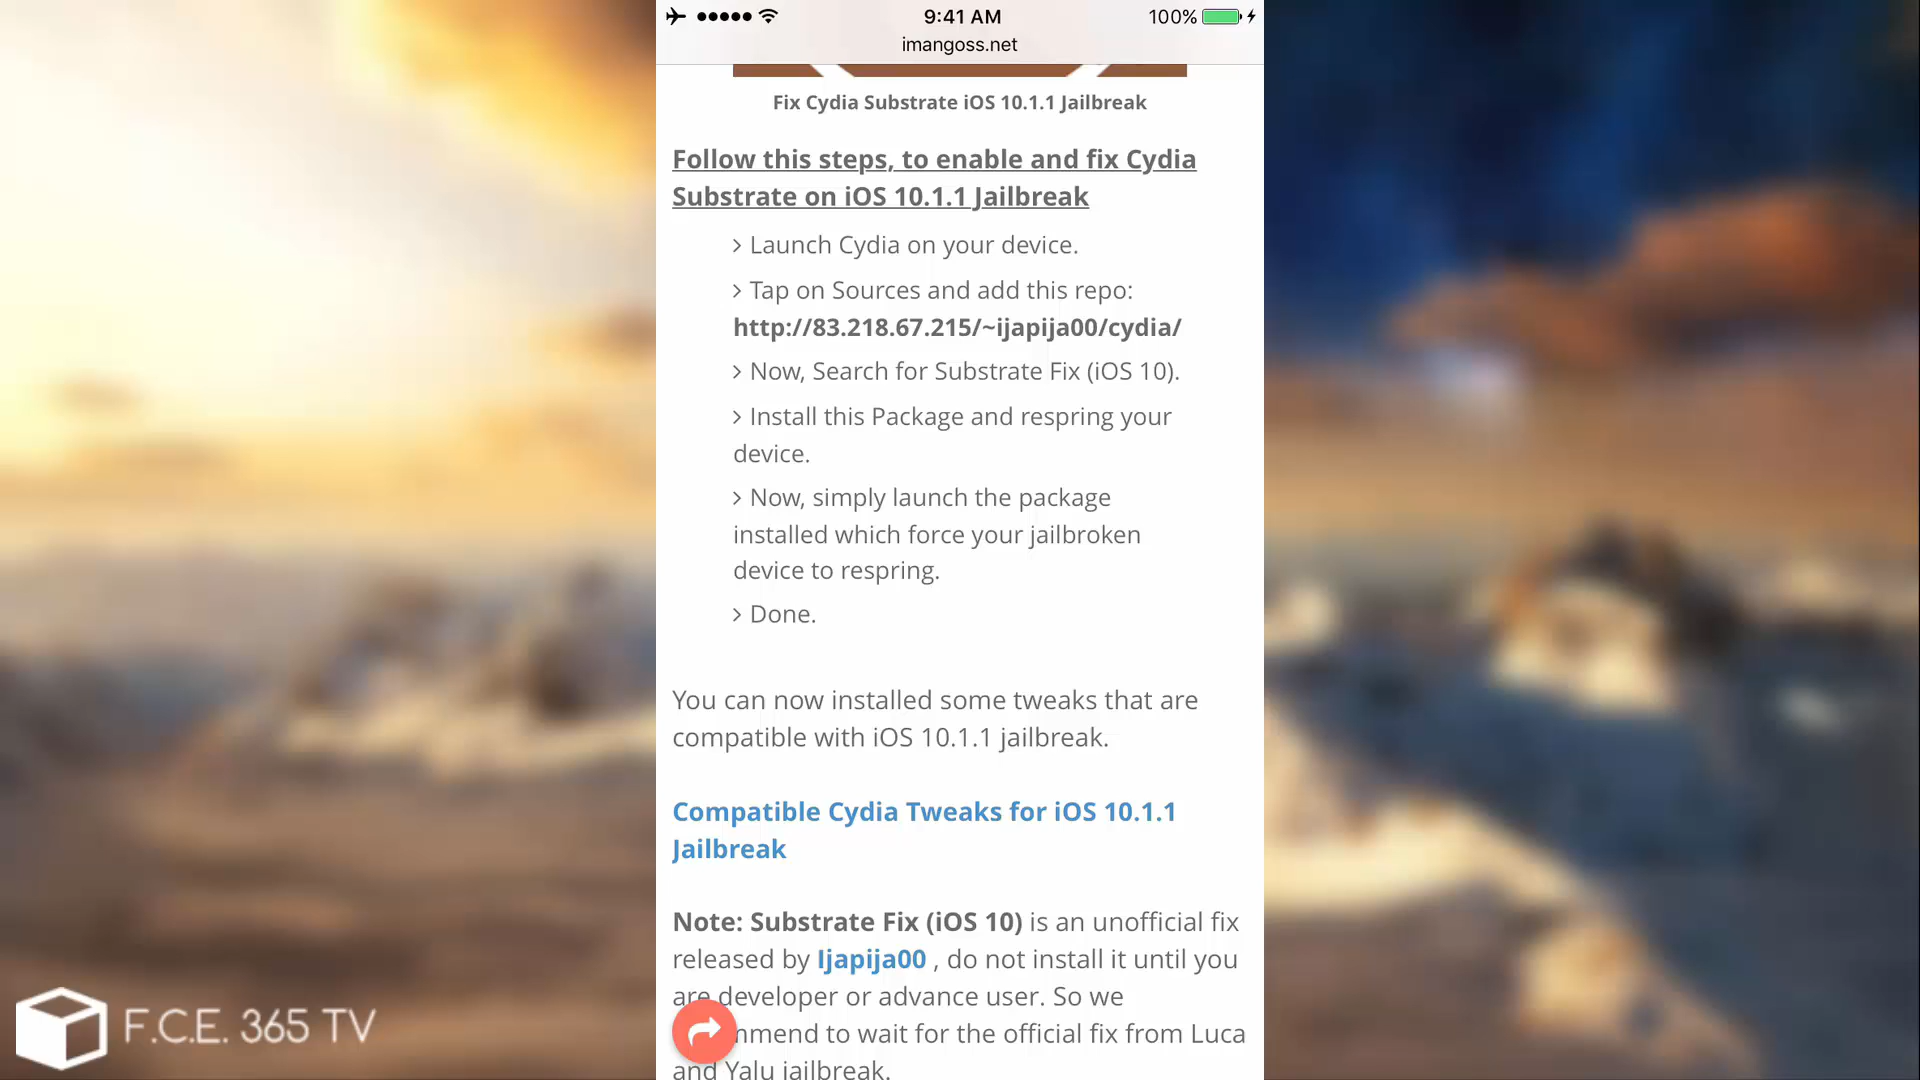 9:41 AM
100%
imangoss.net
Fix Cydia Substrate iOS 10.1.1 Jailbreak
Follow this steps, to enable and fix Cydia
Substrate on iOS 10.1.1 Jailbreak
> Launch Cydia on your device.
> Tap on Sources and add this repo:
http://83.218.67.215/~ijapija00/cydia/
> Now, Search for Substrate Fix (iOS 10).
> Install this Package and respring your
device.
> Now, simply launch the package
installed which force your jailbroken
device to respring.
> Done.
You can now installed some tweaks that are
compatible with iOS 10.1.1 jailbreak.
Compatible Cydia Tweaks for iOS 10.1.1
Jailbreak
Note: Substrate Fix (iOS 10) is an unofficial fix
released by Ijapija00 , do not install it until you
are developer or advance user. So we
mmend to wait for the official fix from Luca
and Yalu jailbreak.
F.C.E. 365 TV